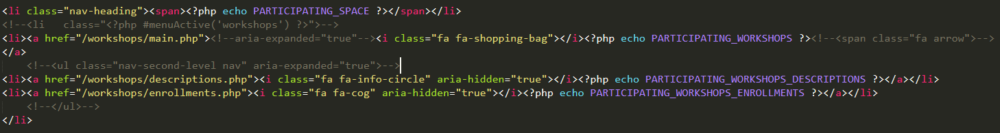 <li class="nav-heading"><span><?php echo PARTICIPATING_SPACE ?></span></li>
<!--<li   class="<?php #menuActive('workshops') ?>">-->
<li><a href="/workshops/main.php"><!--aria-expanded="true"--><i class="fa fa-shopping-bag"></i><?php echo PARTICIPATING_WORKSHOPS ?><!--<span class="fa arrow">-->
</a>
    <!--<ul class="nav-second-level nav" aria-expanded="true">-->
<li><a href="/workshops/descriptions.php"><i class="fa fa-info-circle" aria-hidden="true"></i><?php echo PARTICIPATING_WORKSHOPS_DESCRIPTIONS ?></a></li>
<li><a href="/workshops/enrollments.php"><i class="fa fa-cog" aria-hidden="true"></i><?php echo PARTICIPATING_WORKSHOPS_ENROLLMENTS ?></a></li>
    <!--</ul>-->
</li>